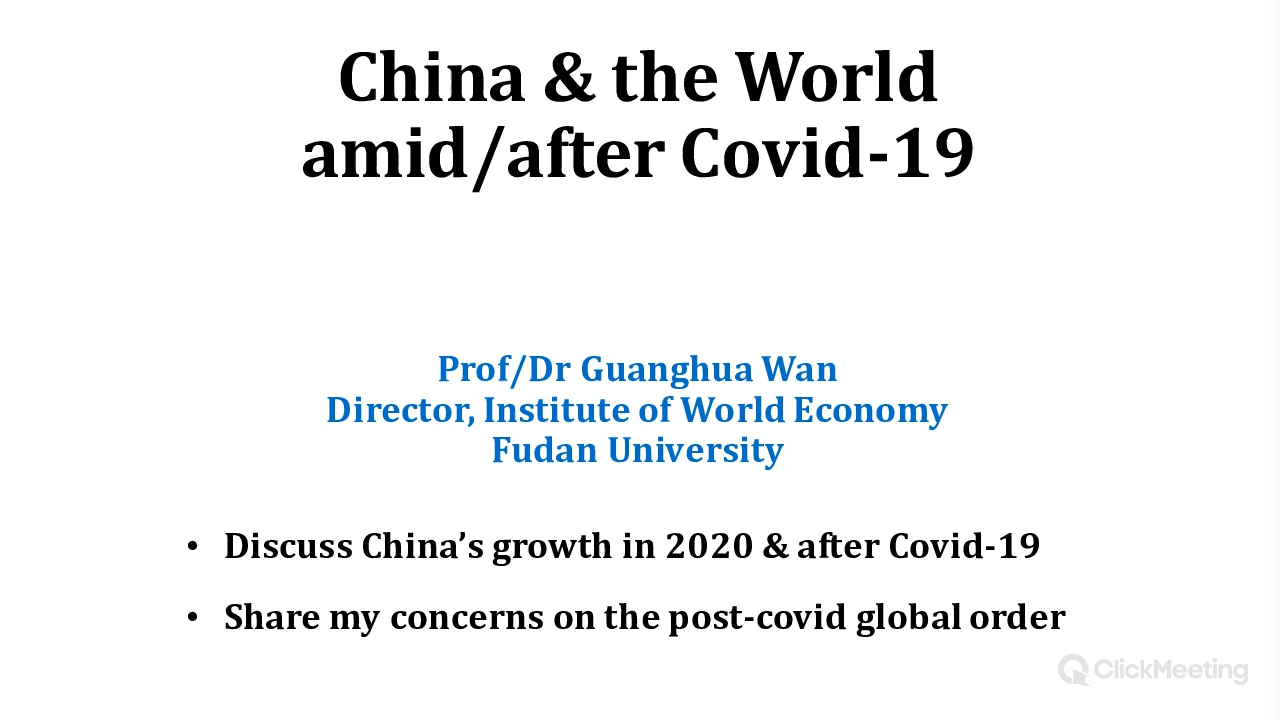 China & the World
amid/after Covid-19
Prof/Dr Guanghua Wan
Director, Institute of World Economy
Fudan University
• Discuss China’s growth in 2020 & after Covid-19
• Share my concerns on the post-covid global order
ClickMeeting